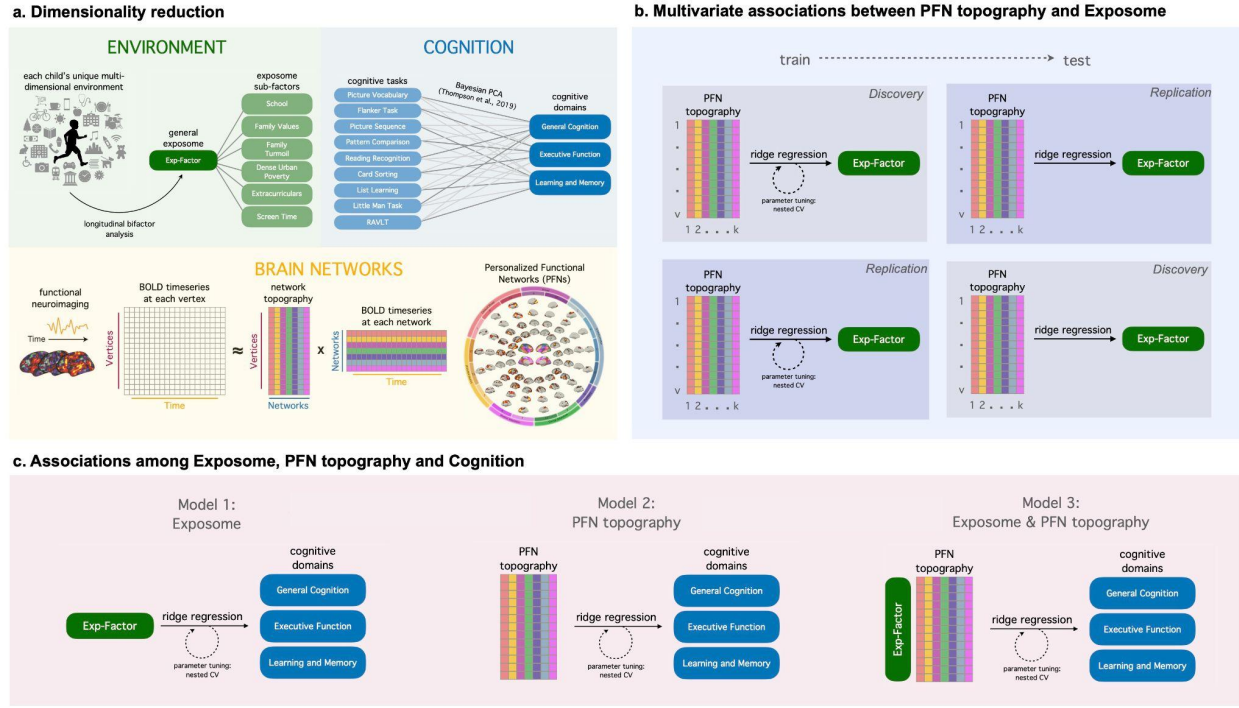 a. Dimensionality reduction
ENVIRONMENT
each child's unique multi-
dimensional environment
general
exposome
Exp-Factor
longitudinal bifactor
analysis
exposome
sub-factors
School
Family Values
Family
Turmoil
Dense Urban
Poverty
Extracurriculars
Screen Time
COGNITION
cognitive tasks
Picture Vocabulary
Flanker Task
Picture Sequence
Pattern Comparison
Reading Recognition
Card Sorting
List Learning
Little Man Task
RAVLT
Bayesian PCA
(Thompson et al., 2019)
cognitive
domains
General Cognition
Executive Function
Learning and Memory
BRAIN NETWORKS
functional
neuroimaging
Time
BOLD timeseries
at each vertex
Vertices
Time
≈
network
topography
Vertices
Networks
x
BOLD timeseries
at each network
Networks
Time
Personalized Functional
Networks (PFNs)
b. Multivariate associations between PFN topography and Exposome
train
test
Discovery
PFN
topography
1
.
.
.
v
1 2 . . . k
ridge regression
parameter tuning:
nested CV
Exp-Factor
Replication
PFN
topography
1
.
.
.
v
1 2 . . . k
ridge regression
Exp-Factor
Replication
PFN
topography
1
.
.
.
v
1 2 . . . k
ridge regression
parameter tuning:
nested CV
Exp-Factor
Discovery
PFN
topography
1
.
.
.
v
1 2 . . . k
ridge regression
Exp-Factor
c. Associations among Exposome, PFN topography and Cognition
Model 1:
Exposome
Exp-Factor
ridge regression
parameter tuning:
nested CV
cognitive
domains
General Cognition
Executive Function
Learning and Memory
Model 2:
PFN topography
PFN
topography
ridge regression
parameter tuning:
nested CV
cognitive
domains
General Cognition
Executive Function
Learning and Memory
Model 3:
Exposome & PFN topography
Exp-Factor
PFN
topography
ridge regression
parameter tuning:
nested CV
cognitive
domains
General Cognition
Executive Function
Learning and Memory